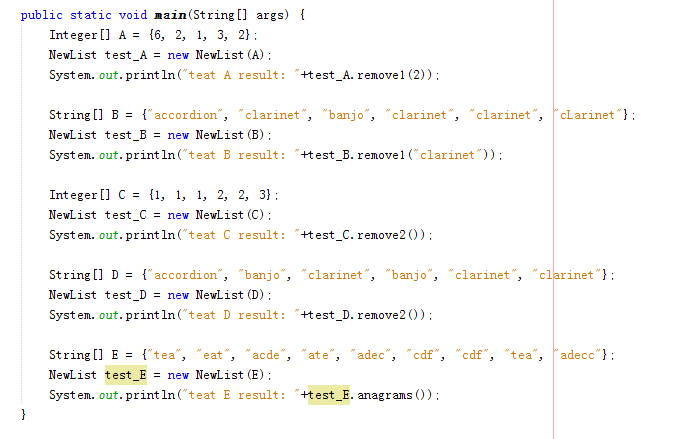 public static void main(String[] args) {
Integer[] A = {6, 2, 1, 3, 2};
NewList test_A = new NewList(A);
System.out.println("teat A result: "+test_A.remove1(2));
String[] B = {"accordion", "clarinet", "banjo", "clarinet", "clarinet", "cLarinet"};
NewList test_B = new NewList(B);
System.out.println("teat B result: "+test_B.remove1("clarinet"));
Integer[] C = {1, 1, 1, 2, 2, 3};
NewList test_C = new NewList(C);
System.out.println("teat C result: "+test_C.remove2());
String[] D = {"accordion", "banjo", "clarinet", "banjo", "clarinet", "clarinet"};
NewList test_D = new NewList(D);
System.out.println("teat D result: "+test_D.remove2());
String[] E = {"tea", "eat", "acde", "ate", "adec", "cdf", "cdf", "tea", "adecc"};
NewList test_E = new NewList(E);
System.out.println("teat E result: "+test_E.anagrams());
}